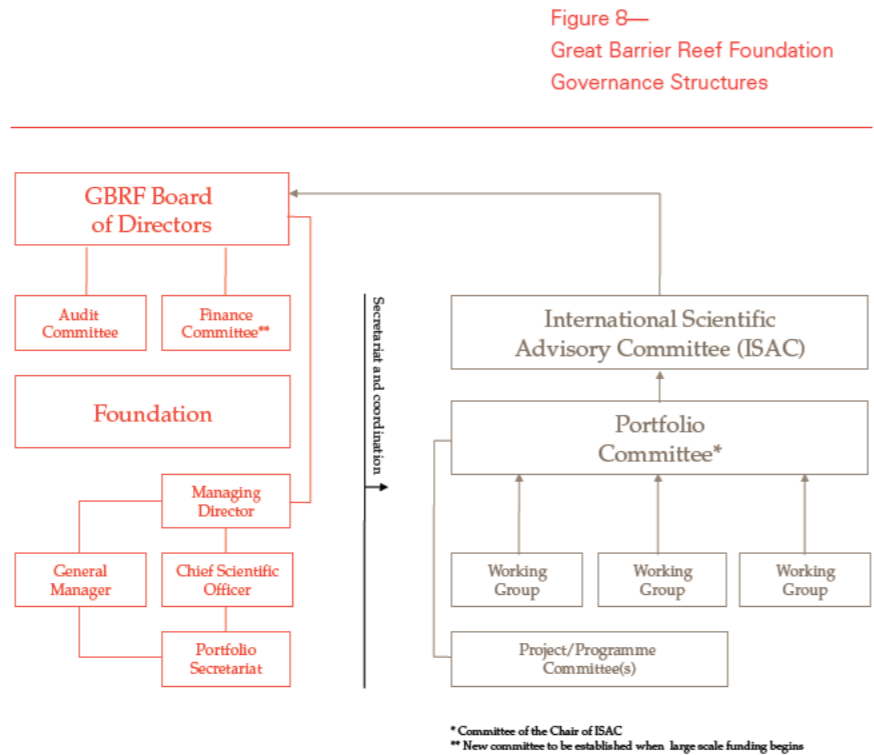 Figure 8—
Great Barrier Reef Foundation
Governance Structures
GBRF Board
of Directors
Audit
Committee
Finance
Committee**
Foundation
Managing
Director
General
Manager
Chief Scientific
Officer
Portfolio
Secretariat
Secretariat and coordination
International Scientific
Advisory Committee (ISAC)
Portfolio
Committee*
Working
Group
Working
Group
Working
Group
Project/Programme
Committee(s)
* Committee of the Chair of ISAC
** New committee to be established when large scale funding begins